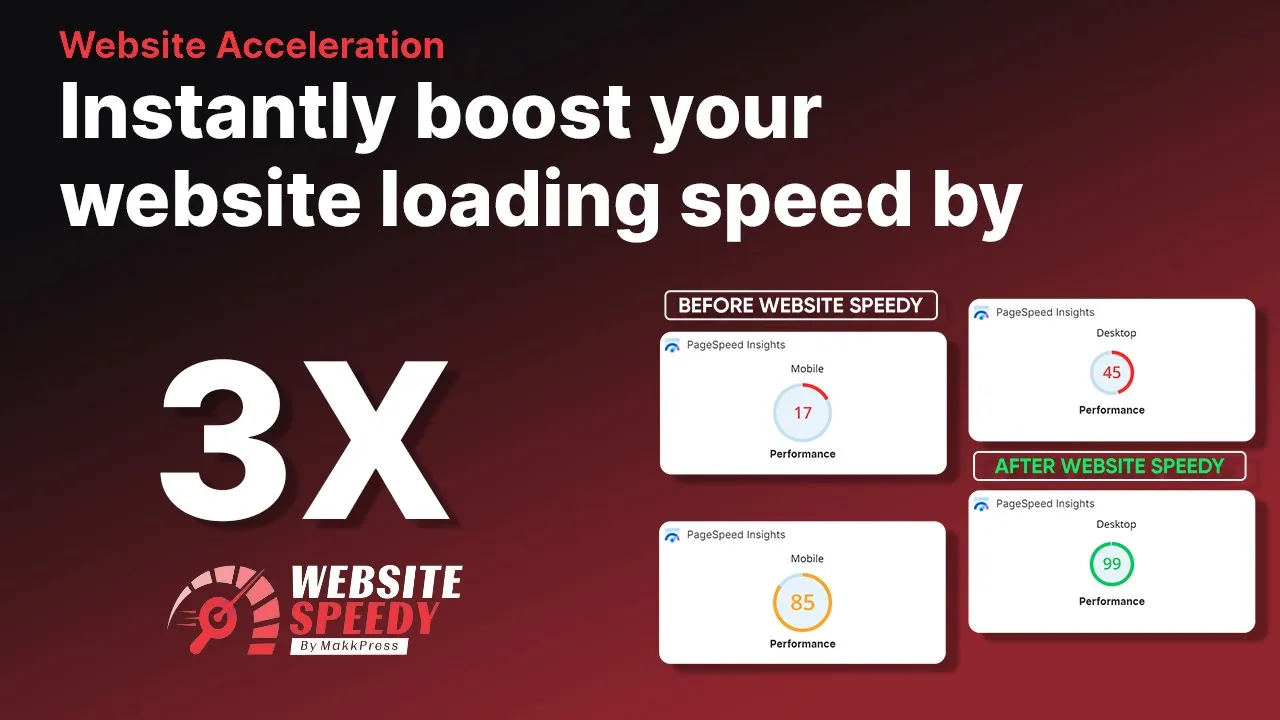 Website Acceleration
Instantly boost your
website loading speed by
3X
WEBSITE
SPEEDY
By MakkPress
BEFORE WEBSITE SPEEDY
PageSpeed Insights
Mobile
17
Performance
PageSpeed Insights
Desktop
45
Performance
AFTER WEBSITE SPEEDY
PageSpeed Insights
Mobile
85
Performance
PageSpeed Insights
Desktop
99
Performance